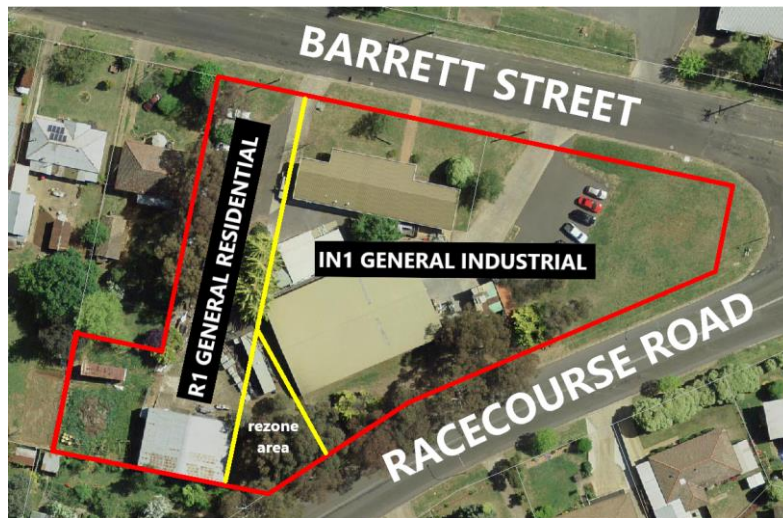 BARRETT STREET
R1 GENERAL RESIDENTIAL
IN1 GENERAL INDUSTRIAL
RACECOURSE ROAD
rezone
area